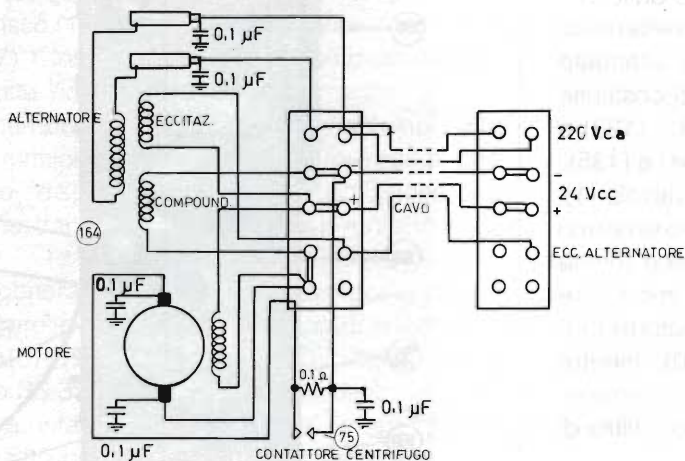 0,1 µF
0,1 µF
ALTERNATORE
ECCITAZ.
220 Vca
COMPOUND.
+
CAVO
−
24 Vcc
+
164
ECC. ALTERNATORE
0,1 µF
MOTORE
0.1 Ω
0,1 µF
0,1 µF
75
CONTATTORE CENTRIFUGO